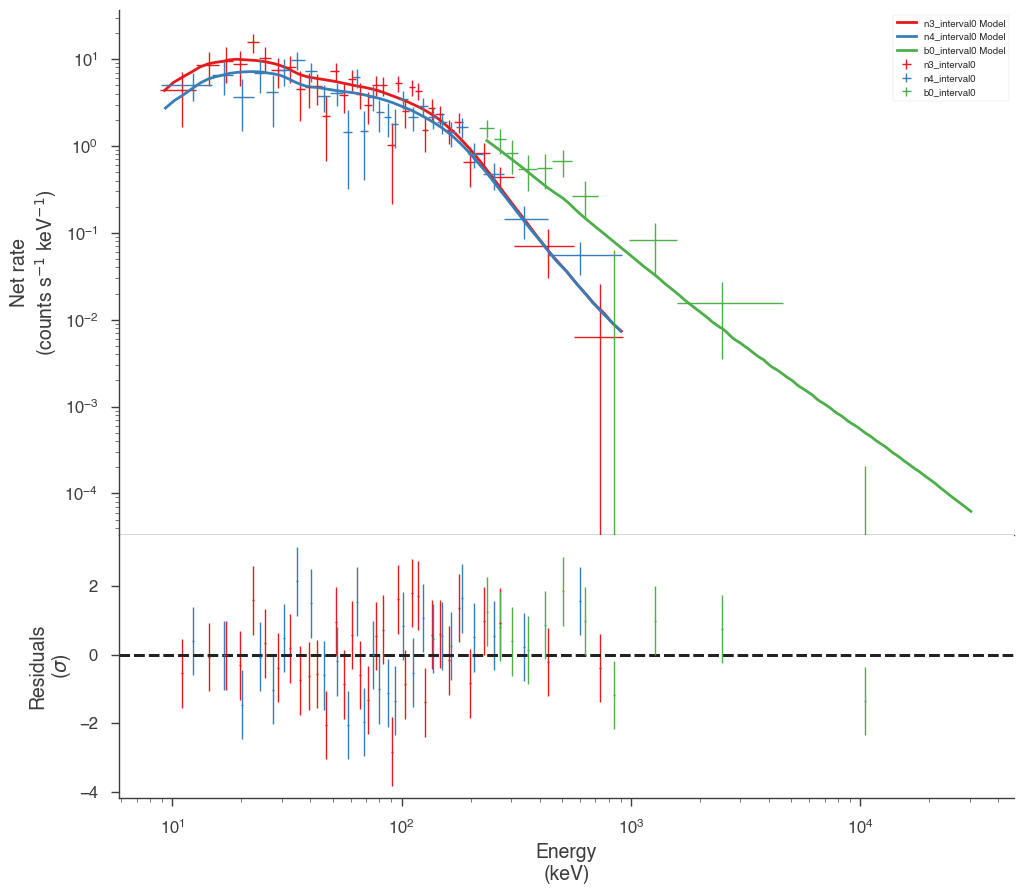 n3_interval0 Model
n4_interval0 Model
b0_interval0 Model
n3_interval0
n4_interval0
b0_interval0
10¹
10⁰
10⁻¹
10⁻²
10⁻³
10⁻⁴
Net rate
(counts s⁻¹ keV⁻¹)
2
0
−2
−4
Residuals
(σ)
10¹ 10² 10³ 10⁴
Energy
(keV)